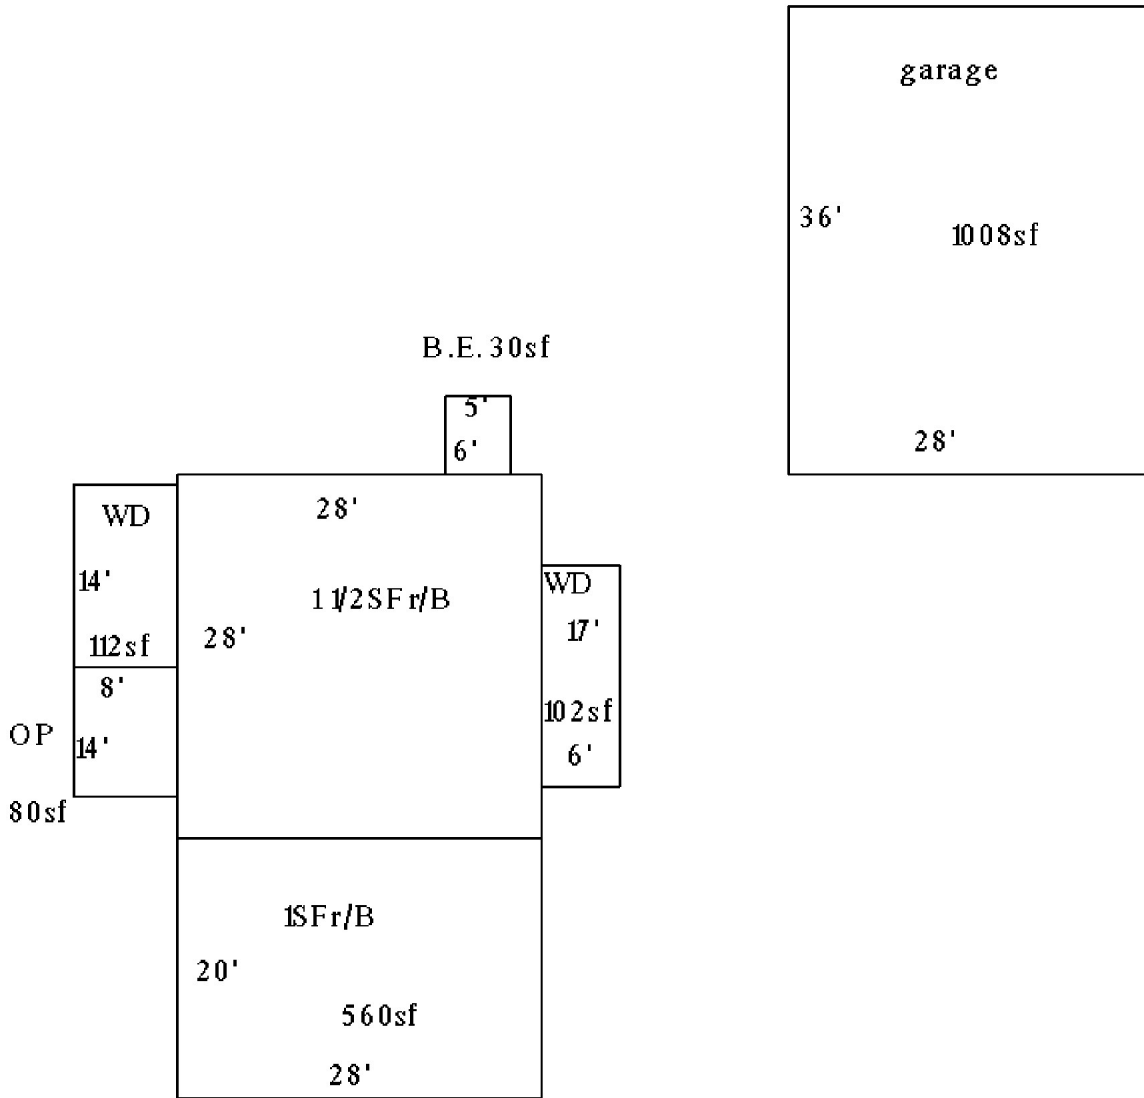 garage
36'
1008sf
28'
B.E. 30sf
5'
6'
WD
14'
112sf
28'
1 1/2SFr/B
28'
WD
17'
102sf
6'
8'
OP
14'
80sf
1SFr/B
20'
560sf
28'